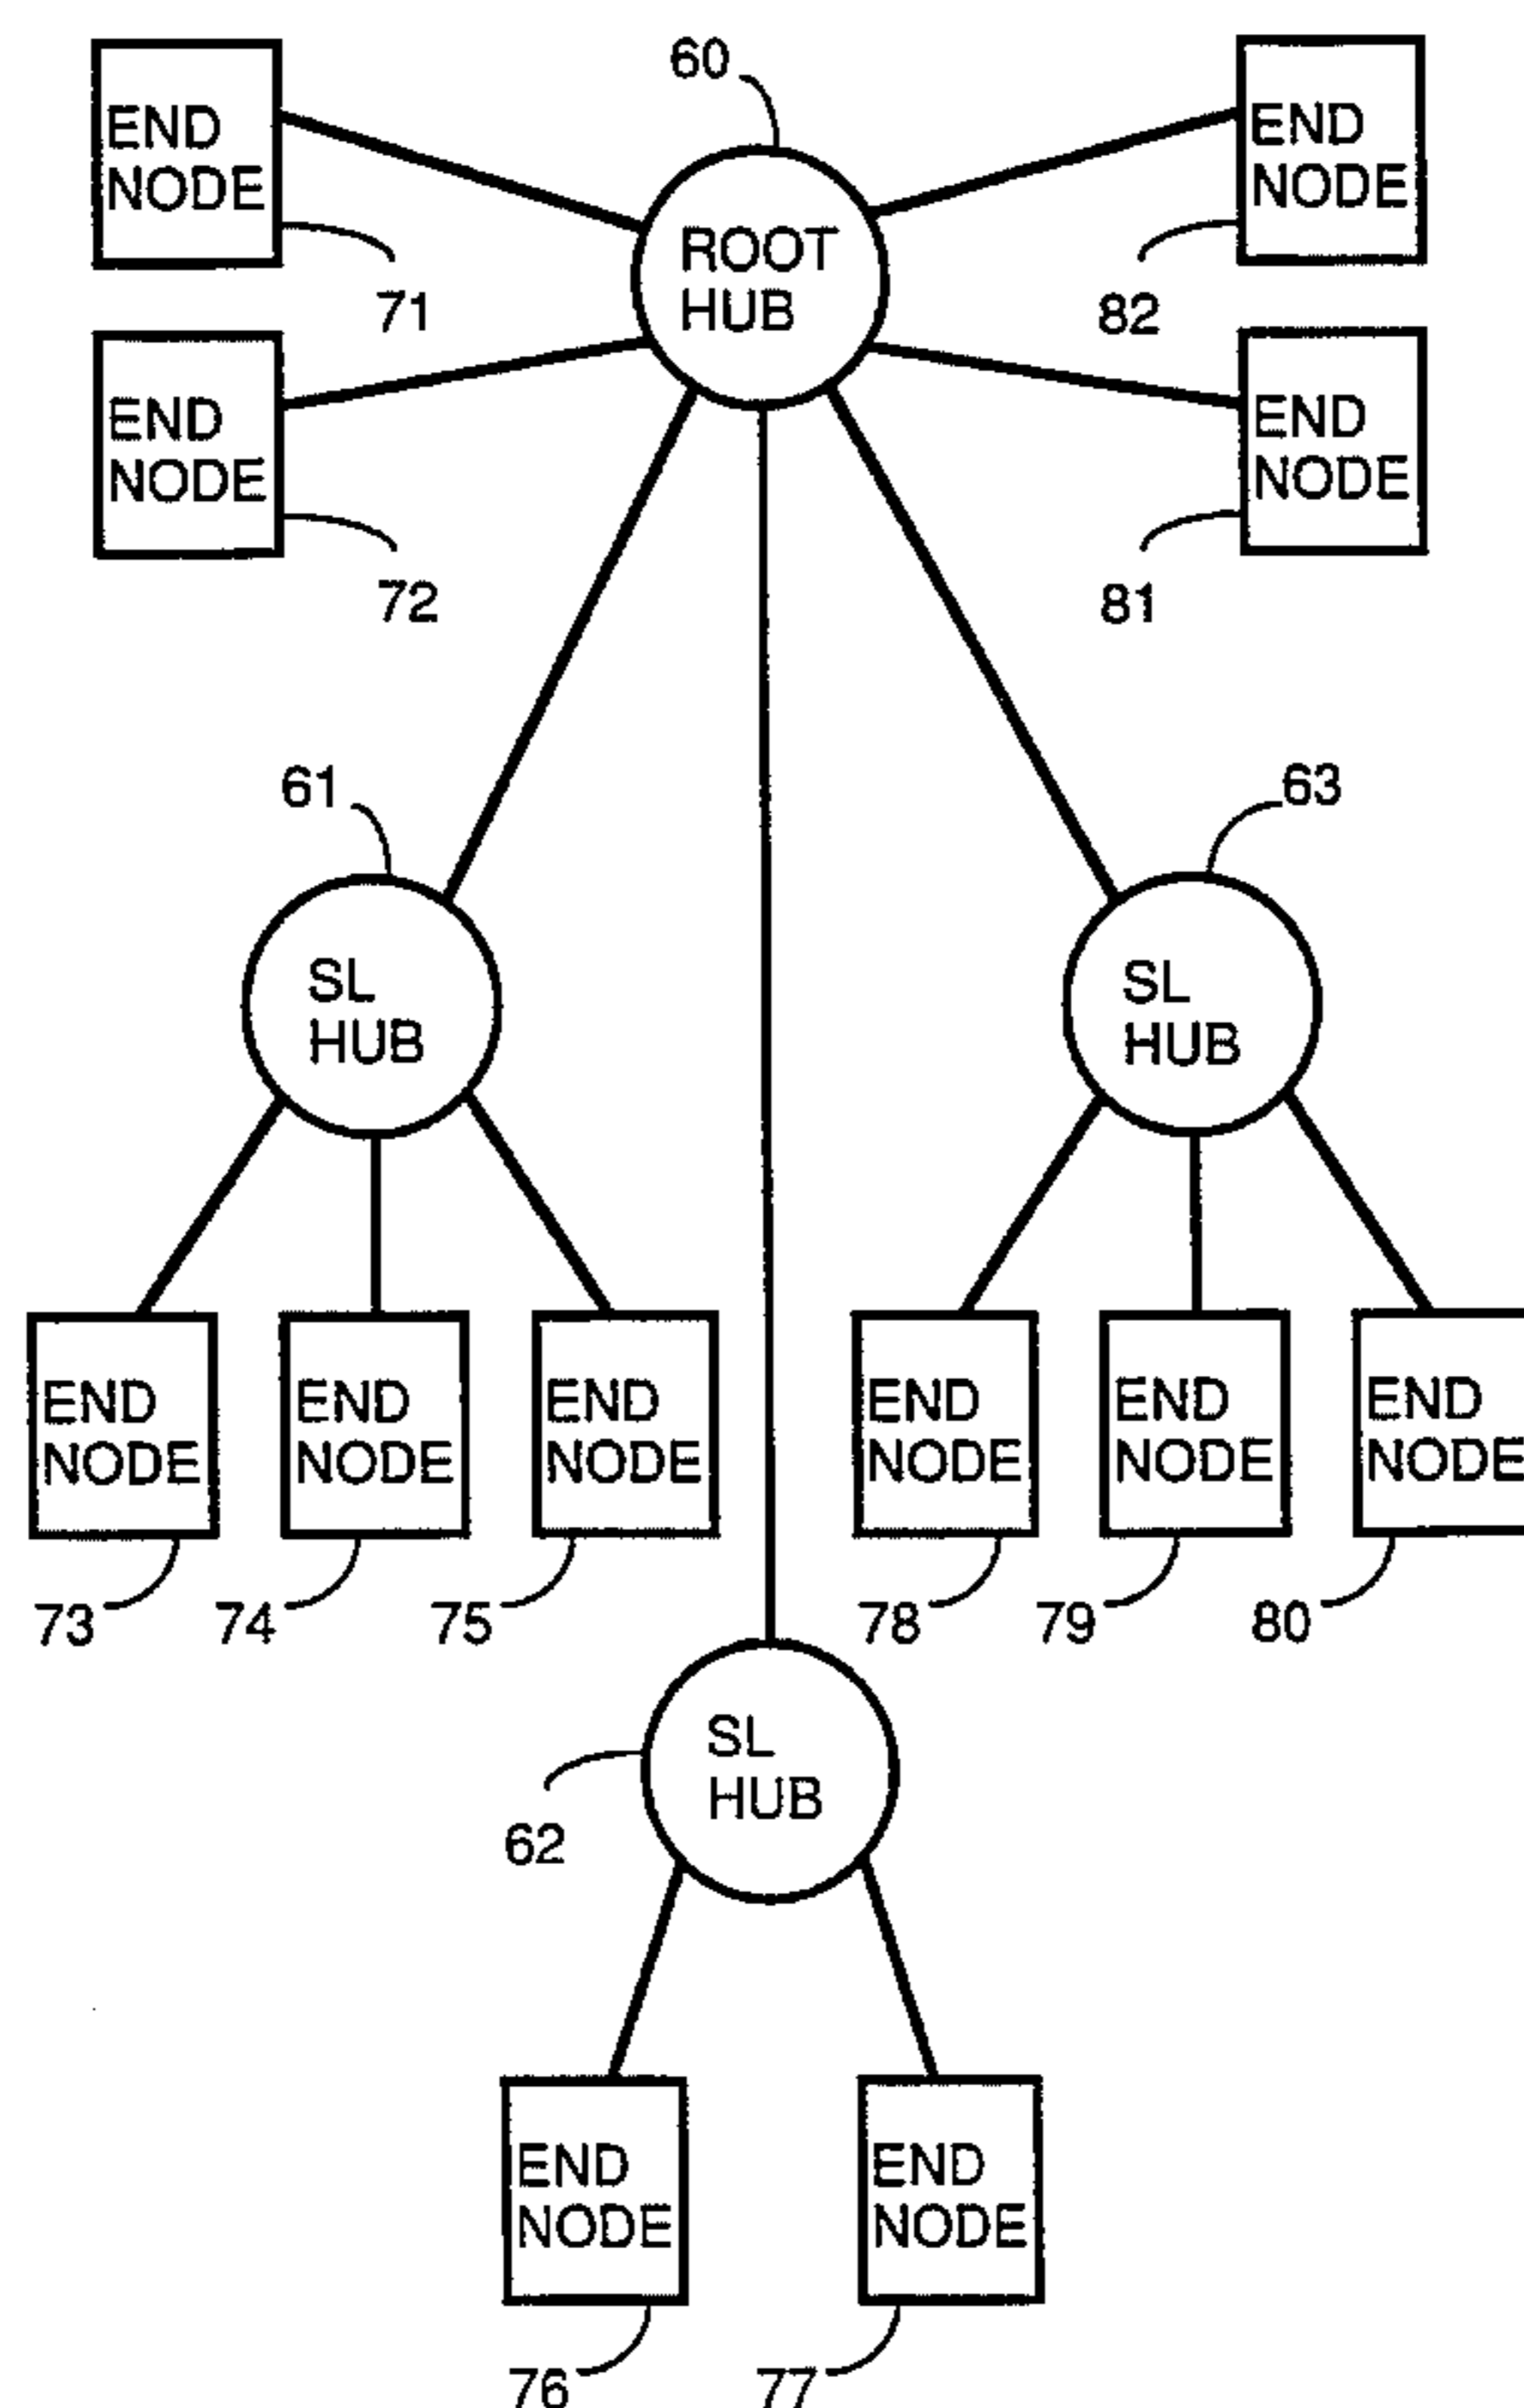 60
END
NODE
71
ROOT
HUB
END
NODE
82
END
NODE
72
END
NODE
81
61
63
SL
HUB
SL
HUB
END
NODE
END
NODE
END
NODE
END
NODE
END
NODE
END
NODE
73
74
75
78
79
80
SL
HUB
62
END
NODE
END
NODE
76
77